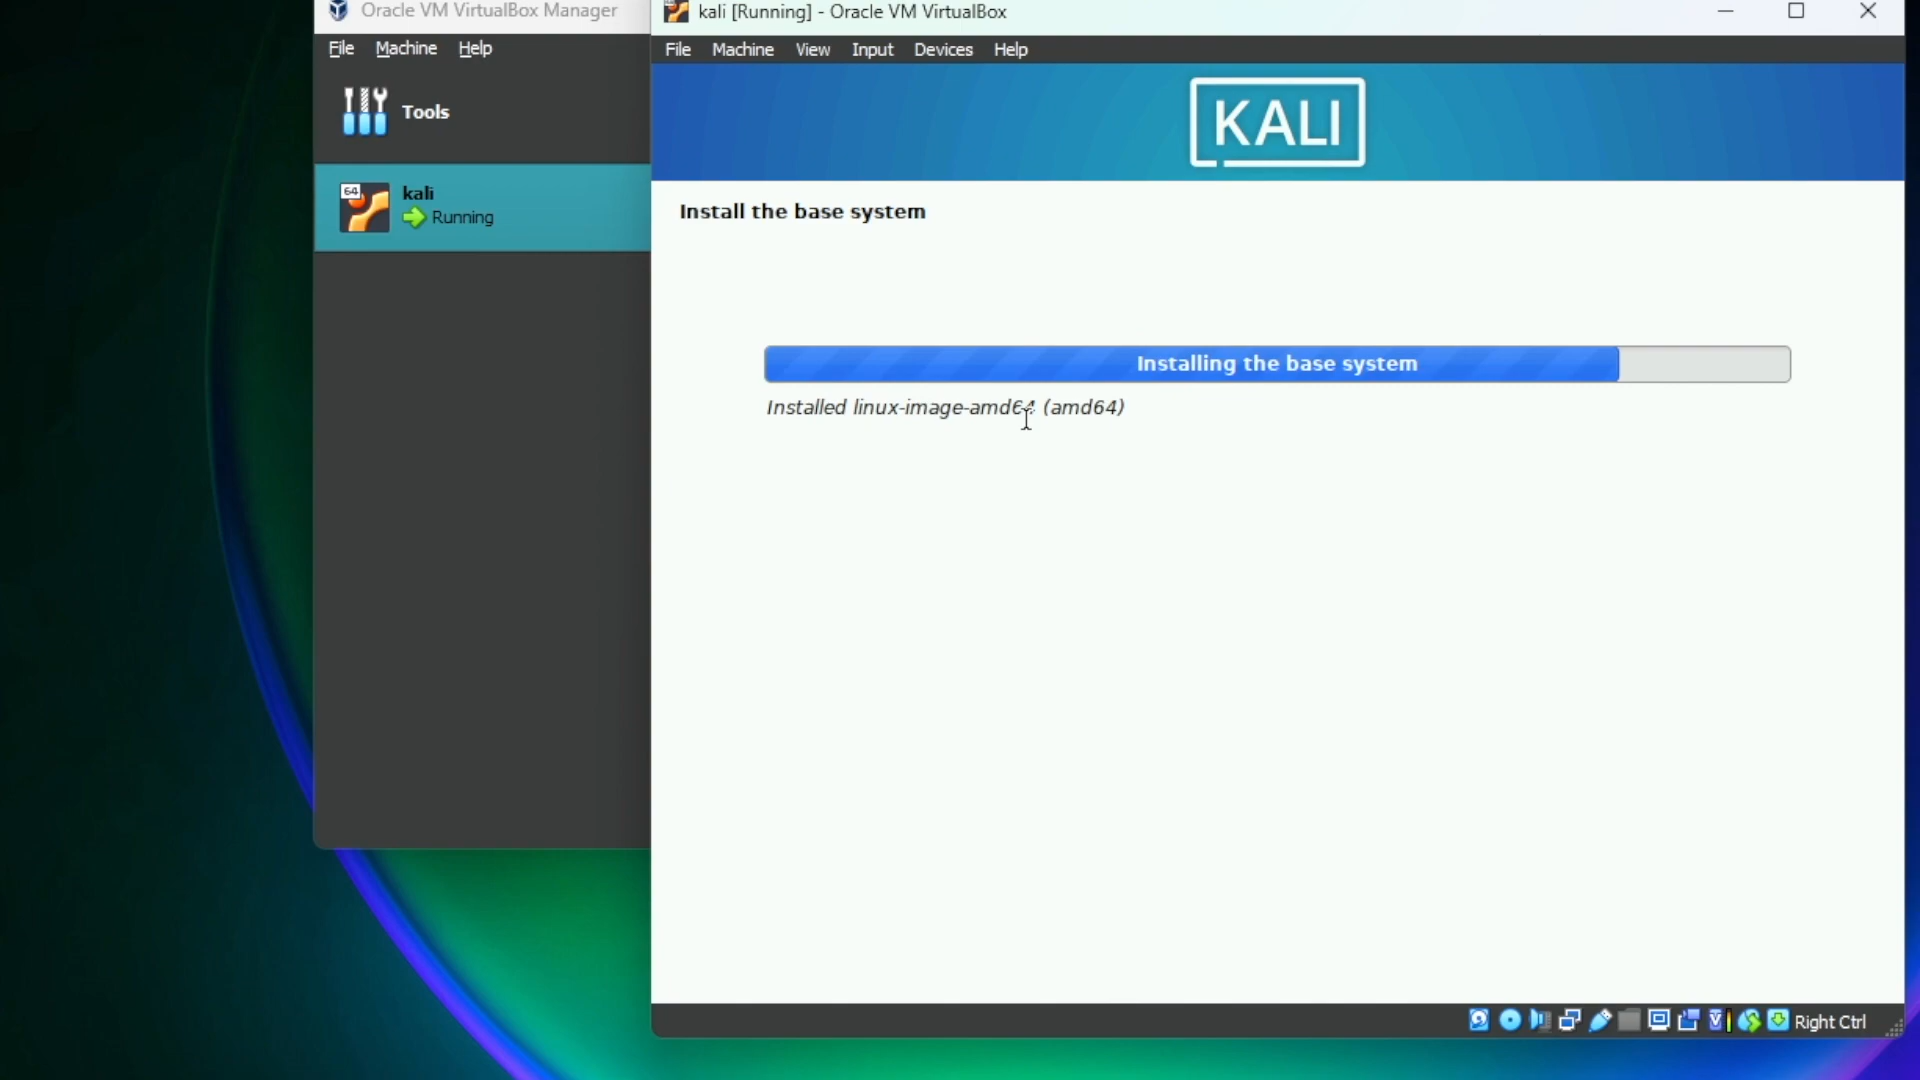 Oracle VM VirtualBox Manager
File Machine Help
Tools
64
kali
Running
kali [Running] - Oracle VM VirtualBox
File Machine View Input Devices Help
KALI
Install the base system
Installing the base system
Installed linux-image-amd64 (amd64)
Right Ctrl